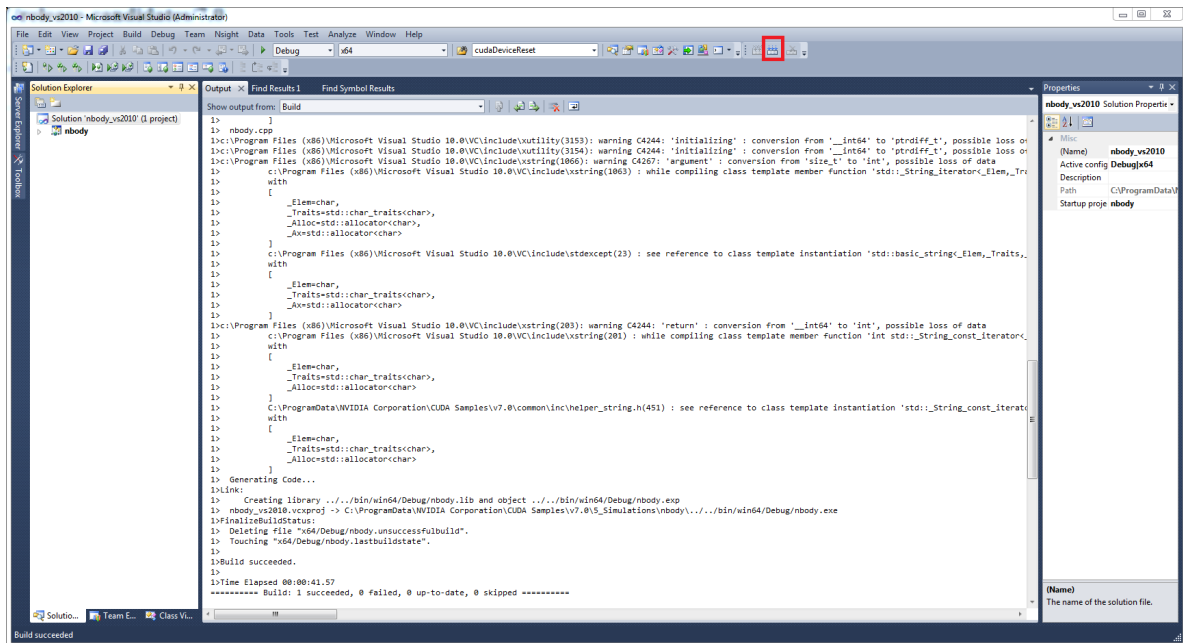 nbody_vs2010 - Microsoft Visual Studio (Administrator)
File Edit View Project Build Debug Team Nsight Data Tools Test Analyze Window Help
Debug x64 cudaDeviceReset
Server Explorer
Toolbox
Solution Explorer
Solution 'nbody_vs2010' (1 project)
nbody
Output Find Results 1 Find Symbol Results
Show output from: Build
1> ]
1> nbody.cpp
1>c:\Program Files (x86)\Microsoft Visual Studio 10.0\VC\include\xutility(3153): warning C4244: 'initializing' : conversion from '__int64' to 'ptrdiff_t', possible loss
1>c:\Program Files (x86)\Microsoft Visual Studio 10.0\VC\include\xutility(3154): warning C4244: 'initializing' : conversion from '__int64' to 'ptrdiff_t', possible loss
1>c:\Program Files (x86)\Microsoft Visual Studio 10.0\VC\include\xstring(1066): warning C4267: 'argument' : conversion from 'size_t' to 'int', possible loss of data
1> c:\Program Files (x86)\Microsoft Visual Studio 10.0\VC\include\xstring(1063) : while compiling class template member function 'std::_String_iterator<_Elem,_Tra
1> with
1> [
1> _Elem=char,
1> _Traits=std::char_traits<char>,
1> _Alloc=std::allocator<char>,
1> _Ax=std::allocator<char>
1> ]
1> c:\Program Files (x86)\Microsoft Visual Studio 10.0\VC\include\stdexcept(23) : see reference to class template instantiation 'std::basic_string<_Elem,_Traits,_
1> with
1> [
1> _Elem=char,
1> _Traits=std::char_traits<char>,
1> _Ax=std::allocator<char>
1> ]
1>c:\Program Files (x86)\Microsoft Visual Studio 10.0\VC\include\xstring(203): warning C4244: 'return' : conversion from '__int64' to 'int', possible loss of data
1> c:\Program Files (x86)\Microsoft Visual Studio 10.0\VC\include\xstring(201) : while compiling class template member function 'int std::_String_const_iterator<_
1> with
1> [
1> _Elem=char,
1> _Traits=std::char_traits<char>,
1> _Alloc=std::allocator<char>
1> ]
1> C:\ProgramData\NVIDIA Corporation\CUDA Samples\v7.0\common\inc\helper_string.h(451) : see reference to class template instantiation 'std::_String_const_iterato
1> with
1> [
1> _Elem=char,
1> _Traits=std::char_traits<char>,
1> _Alloc=std::allocator<char>
1> ]
1> Generating Code...
1>Link:
1> Creating library ../../bin/win64/Debug/nbody.lib and object ../../bin/win64/Debug/nbody.exp
1> nbody_vs2010.vcxproj -> C:\ProgramData\NVIDIA Corporation\CUDA Samples\v7.0\5_Simulations\nbody\../../bin/win64/Debug/nbody.exe
1>FinalizeBuildStatus:
1> Deleting file "x64/Debug/nbody.unsuccessfulbuild".
1> Touching "x64/Debug/nbody.lastbuildstate".
1>
1>Build succeeded.
1>
1>Time Elapsed 00:00:41.57
========== Build: 1 succeeded, 0 failed, 0 up-to-date, 0 skipped ==========
Properties
nbody_vs2010 Solution Propertie
Misc
(Name) nbody_vs2010
Active config Debug|x64
Description
Path C:\ProgramData\
Startup proje nbody
(Name)
The name of the solution file.
Solutio... Team E... Class Vi...
Build succeeded